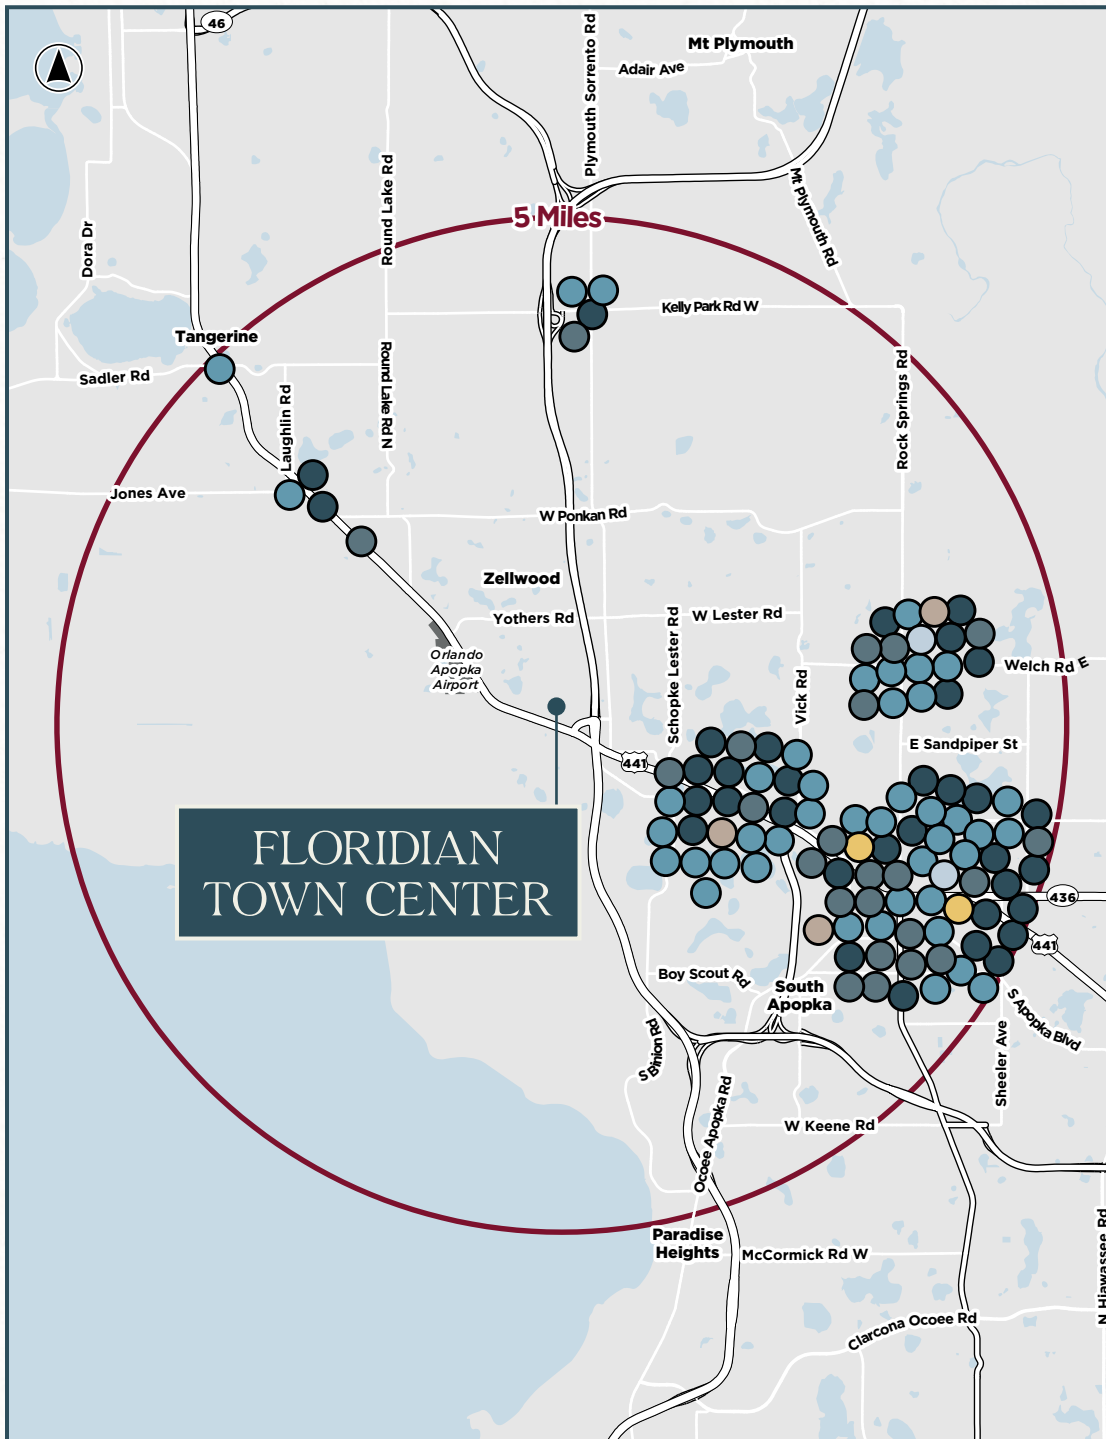 46
Plymouth Sorrento Rd
Mt Plymouth
Adair Ave
Round Lake Rd
Mt Plymouth Rd
Dora Dr
5 Miles
Kelly Park Rd W
Tangerine
Sadler Rd
Round Lake Rd N
Rock Springs Rd
Laughlin Rd
Jones Ave
W Ponkan Rd
Zellwood
Yothers Rd
Schopke Lester Rd
W Lester Rd
Orlando
Apopka
Airport
Welch Rd E
Vick Rd
E Sandpiper St
441
FLORIDIAN
TOWN CENTER
436
441
Boy Scout Rd
South
Apopka
S Apopka Blvd
S Binion Rd
Sheeler Ave
Ocoee Apopka Rd
W Keene Rd
Paradise
Heights
McCormick Rd W
N Hiawassee Rd
Clarcona Ocoee Rd